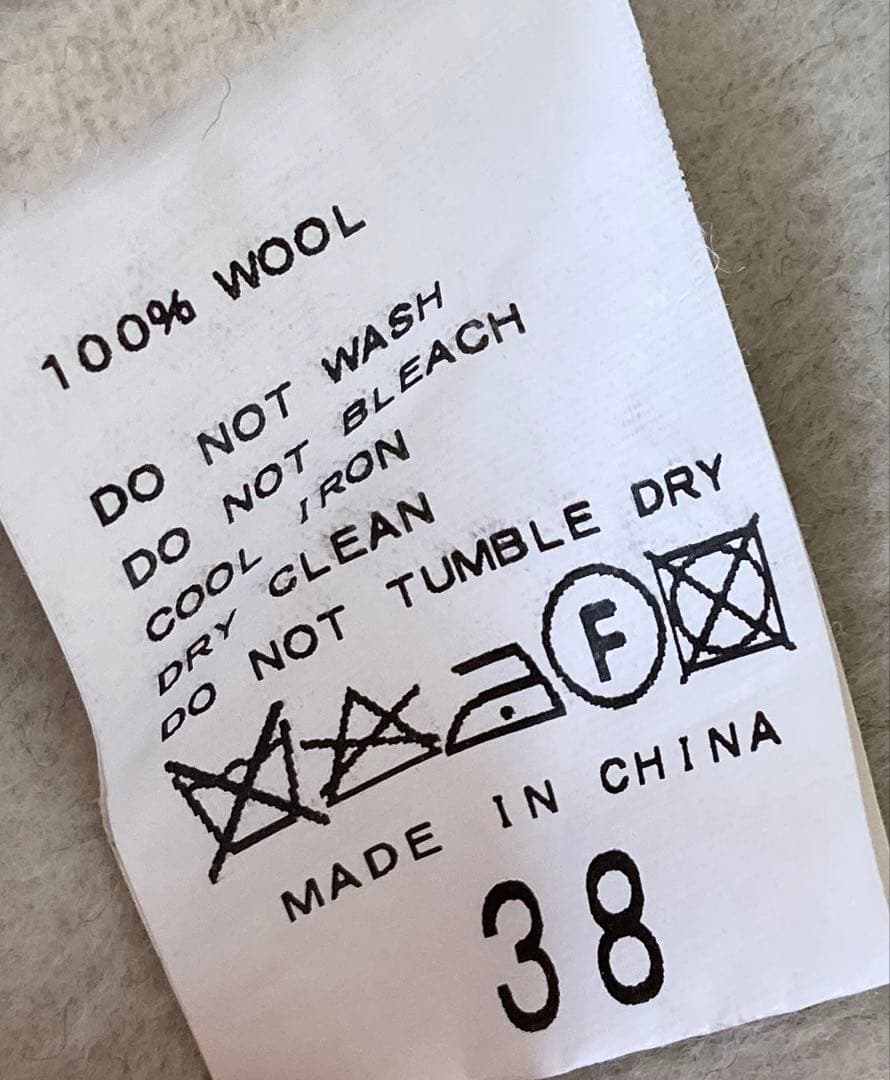 100% WOOL
DO NOT WASH
DO NOT BLEACH
COOL IRON
DRY CLEAN
DO NOT TUMBLE DRY
F
MADE IN CHINA
38